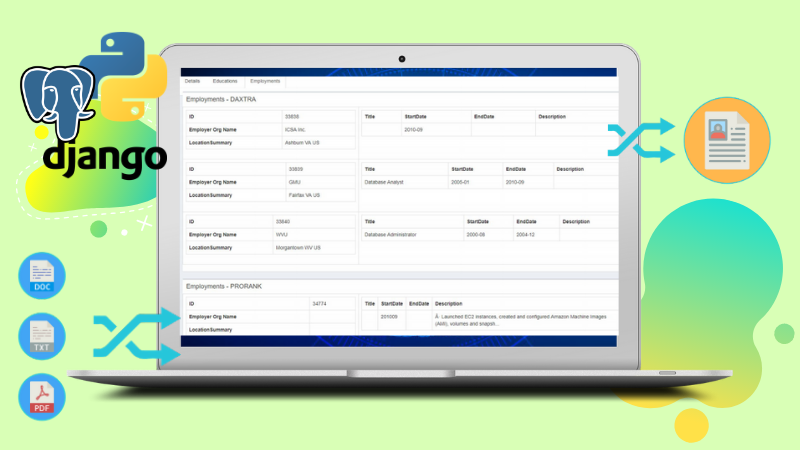 django
DOC
TXT
PDF
Details Educations Employments
Employments - DAXTRA
ID 33838 Title StartDate EndDate Description
Employer Org Name ICBA Inc. 2010-09
LocationSummary Ashburn VA US
ID 33839 Title StartDate EndDate Description
Employer Org Name GMU Database Analyst 2005-01 2010-09
LocationSummary Fairfax VA US
ID 33840 Title StartDate EndDate Description
Employer Org Name WVU Database Administrator 2000-08 2004-12
LocationSummary Morgantown WV US
Employments - PRORANK
ID 34774 Title StartDate EndDate Description
Employer Org Name 201009 Â· Launched EC2 instances, created and configured Amazon Machine Images
(AMI), volumes and snapsh...
LocationSummary